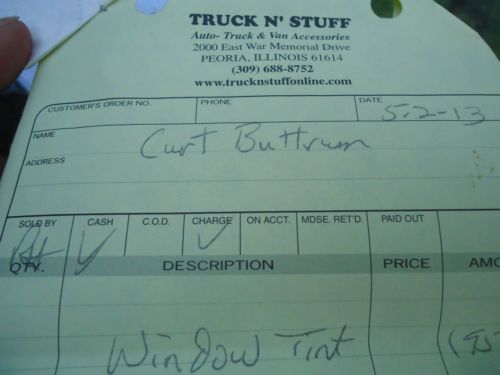 TRUCK N' STUFF
Auto- Truck & Van Accessories
2000 East War Memorial Drive
PEORIA, ILLINOIS 61614
(309) 688-8752
www.trucknstuffonline.com
CUSTOMER'S ORDER NO. PHONE DATE 5-2-13
NAME Curt Buttrum
ADDRESS
SOLD BY CASH C.O.D. CHARGE ON ACCT. MDSE. RET'D. PAID OUT
QTY. DESCRIPTION PRICE AMO
Window Tint